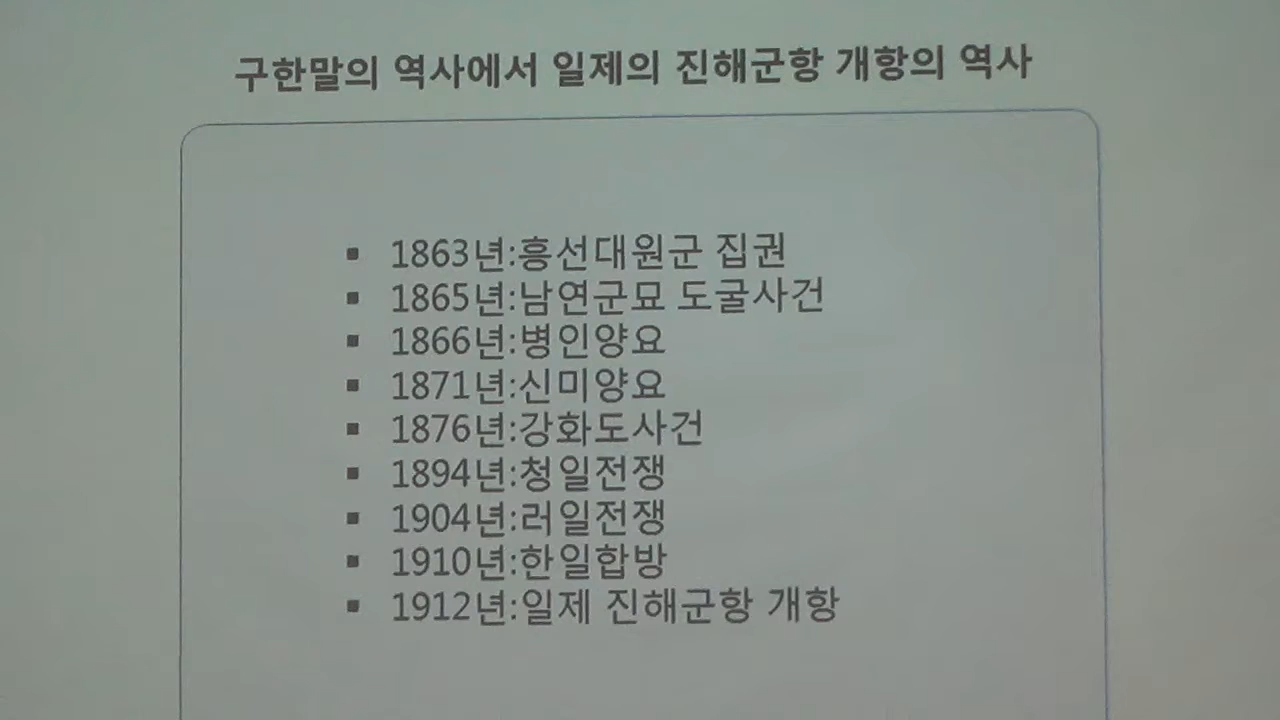 구한말의 역사에서 일제의 진해군항 개항의 역사
▪ 1863년:흥선대원군 집권
▪ 1865년:남연군묘 도굴사건
▪ 1866년:병인양요
▪ 1871년:신미양요
▪ 1876년:강화도사건
▪ 1894년:청일전쟁
▪ 1904년:러일전쟁
▪ 1910년:한일합방
▪ 1912년:일제 진해군항 개항